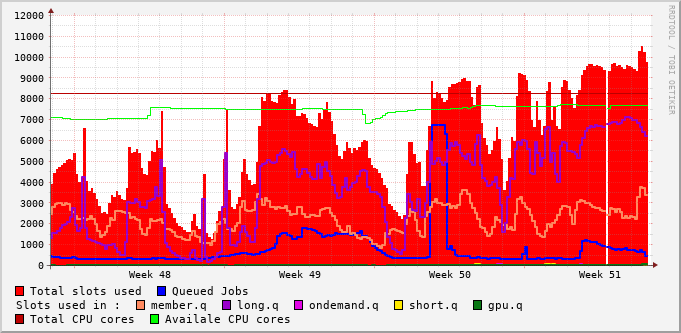 12000
11000
10000
9000
8000
7000
6000
5000
4000
3000
2000
1000
0
Week 48 Week 49 Week 50 Week 51
RRDTOOL / TOBI OETIKER
Total slots used Queued Jobs
Slots used in : member.q long.q ondemand.q short.q gpu.q
Total CPU cores Availale CPU cores